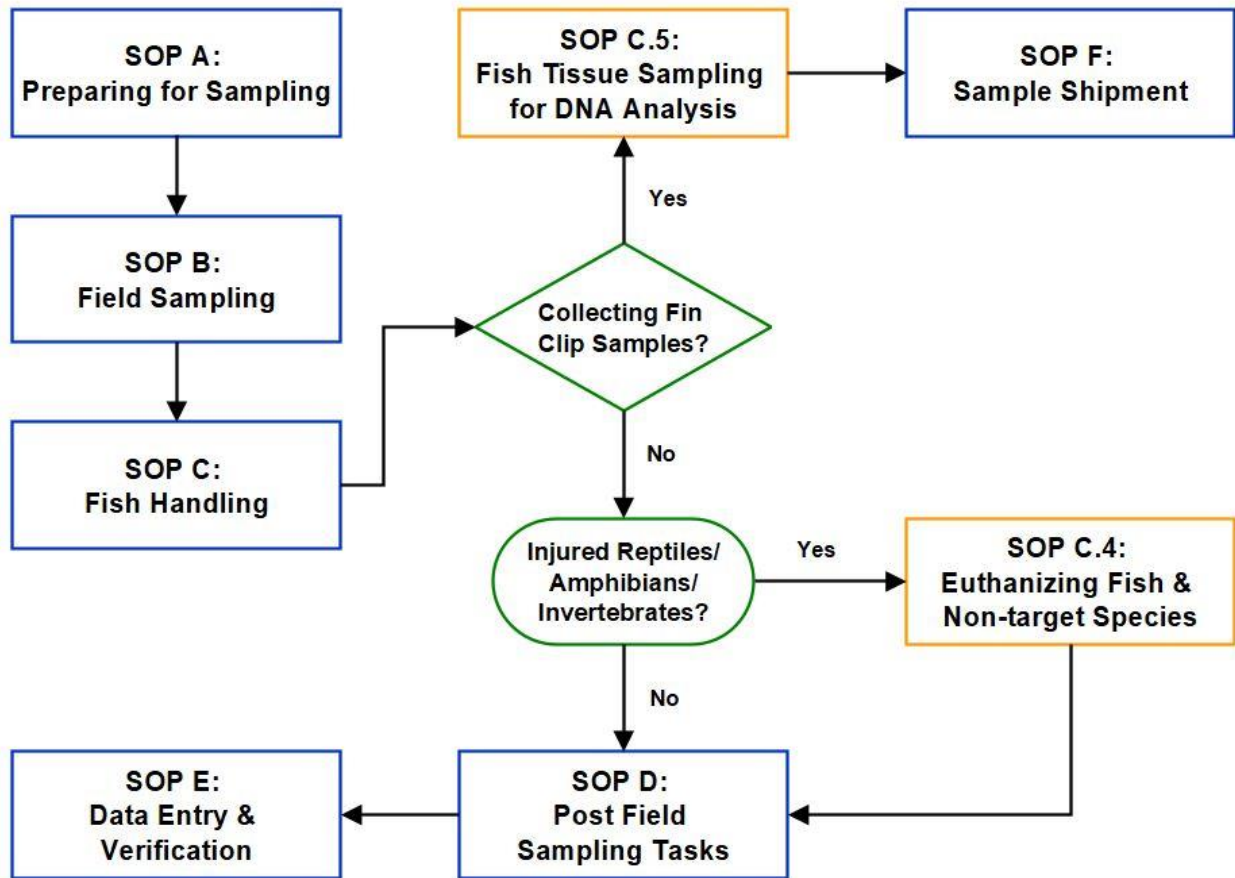 SOP A:
Preparing for Sampling
SOP C.5:
Fish Tissue Sampling
for DNA Analysis
SOP F:
Sample Shipment
Yes
SOP B:
Field Sampling
Collecting Fin
Clip Samples?
SOP C:
Fish Handling
No
Injured Reptiles/
Amphibians/
Invertebrates?
Yes
SOP C.4:
Euthanizing Fish &
Non-target Species
No
SOP E:
Data Entry &
Verification
SOP D:
Post Field
Sampling Tasks